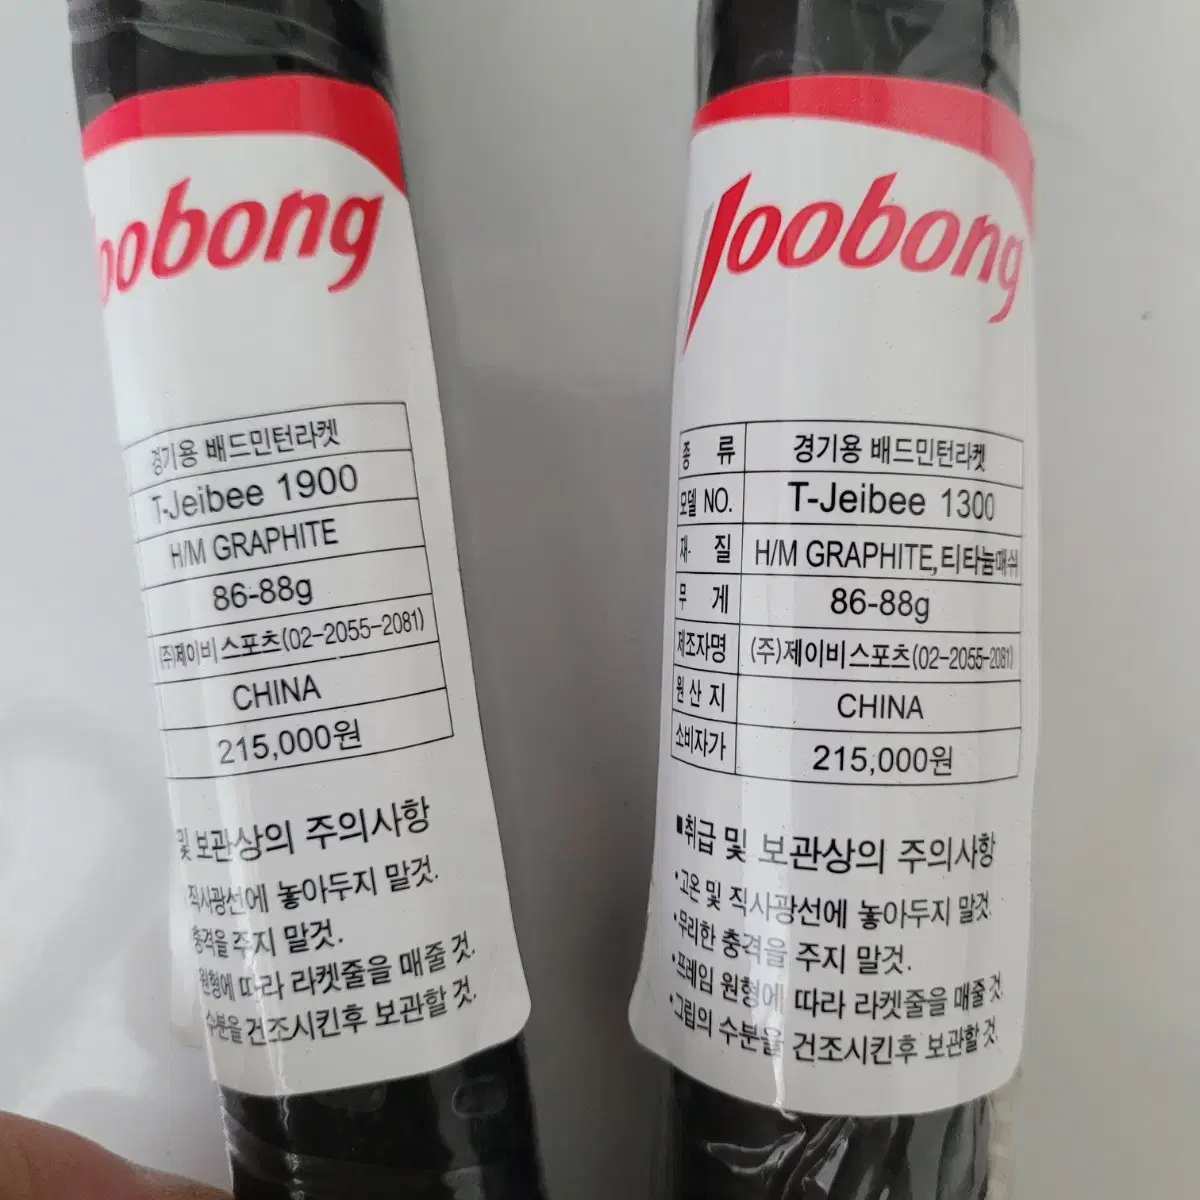 oobong
경기용 배드민턴라켓
T-Jeibee 1900
H/M GRAPHITE
86-88g
(주)제이비스포츠(02-2055-2081)
CHINA
215,000원
및 보관상의 주의사항
직사광선에 놓아두지 말것.
충격을 주지 말것.
원형에 따라 라켓줄을 매줄 것.
수분을 건조시킨후 보관할 것.
Joobong
종 류 경기용 배드민턴라켓
모델 NO. T-Jeibee 1300
재 질 H/M GRAPHITE, 티타늄매쉬
무 게 86-88g
제조자명 (주)제이비스포츠(02-2055-2081)
원산지 CHINA
소비자가 215,000원
■취급 및 보관상의 주의사항
·고온 및 직사광선에 놓아두지 말것.
·무리한 충격을 주지 말것.
·프레임 원형에 따라 라켓줄을 매줄 것.
·그립의 수분을 건조시킨후 보관할 것.